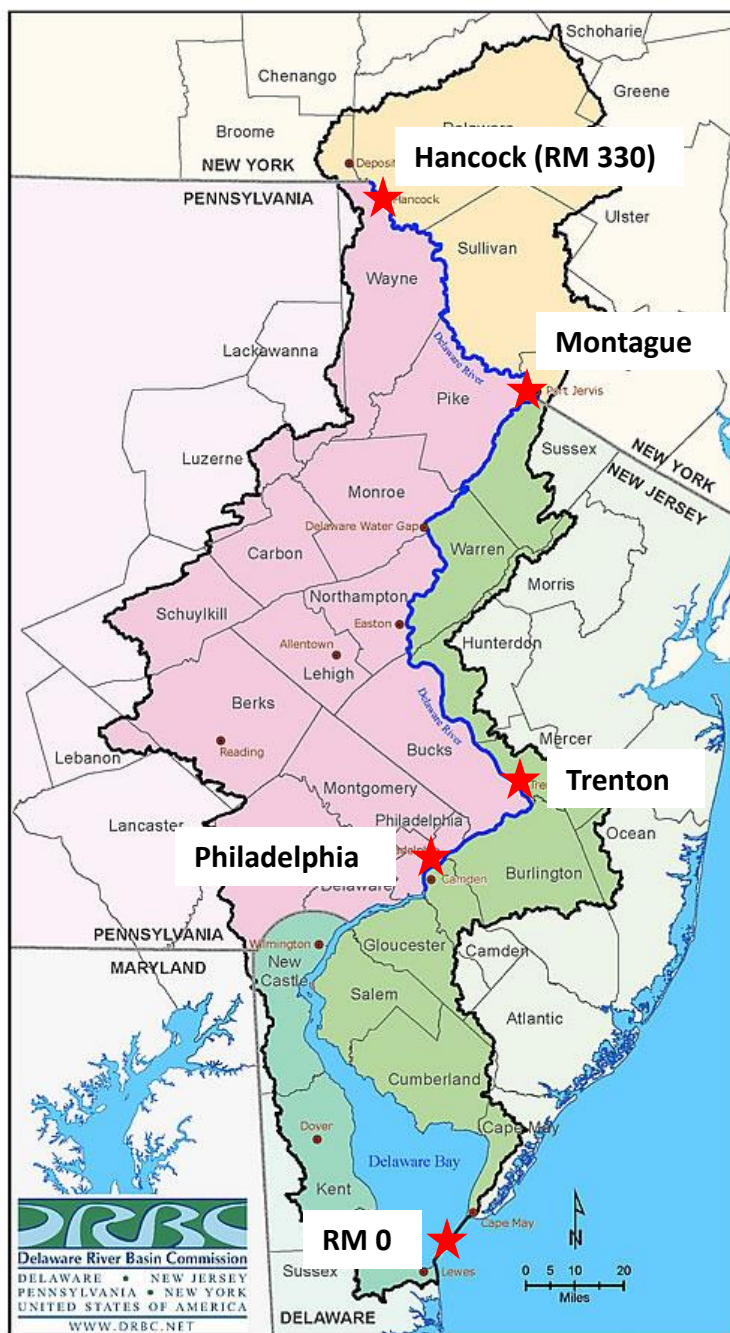 Schoharie
Chenango
Greene
Broome
Delaware
Deposit
Hancock (RM 330)
NEW YORK
PENNSYLVANIA
Hancock
Ulster
Sullivan
Wayne
Montague
Lackawanna
Delaware River
Port Jervis
Pike
Sussex
NEW YORK
NEW JERSEY
Luzerne
Monroe
Delaware Water Gap
Warren
Carbon
Morris
Northampton
Schuylkill
Easton
Hunterdon
Allentown
Lehigh
Berks
Delaware River
Mercer
Lebanon
Reading
Bucks
Trenton
Tre
Montgomery
Lancaster
Philadelphia
Ocean
Philadelphia
Delaware
Camden
Burlington
PENNSYLVANIA
Wilmington
Gloucester
MARYLAND
New
Castle
Camden
Salem
Atlantic
Cumberland
Dover
Cape May
Delaware Bay
Kent
DRBC
Cape May
N
RM 0
Delaware River Basin Commission
Sussex
Lewes
0 5 10 20
Miles
DELAWARE • NEW JERSEY
PENNSYLVANIA • NEW YORK
UNITED STATES OF AMERICA
WWW.DRBC.NET
DELAWARE